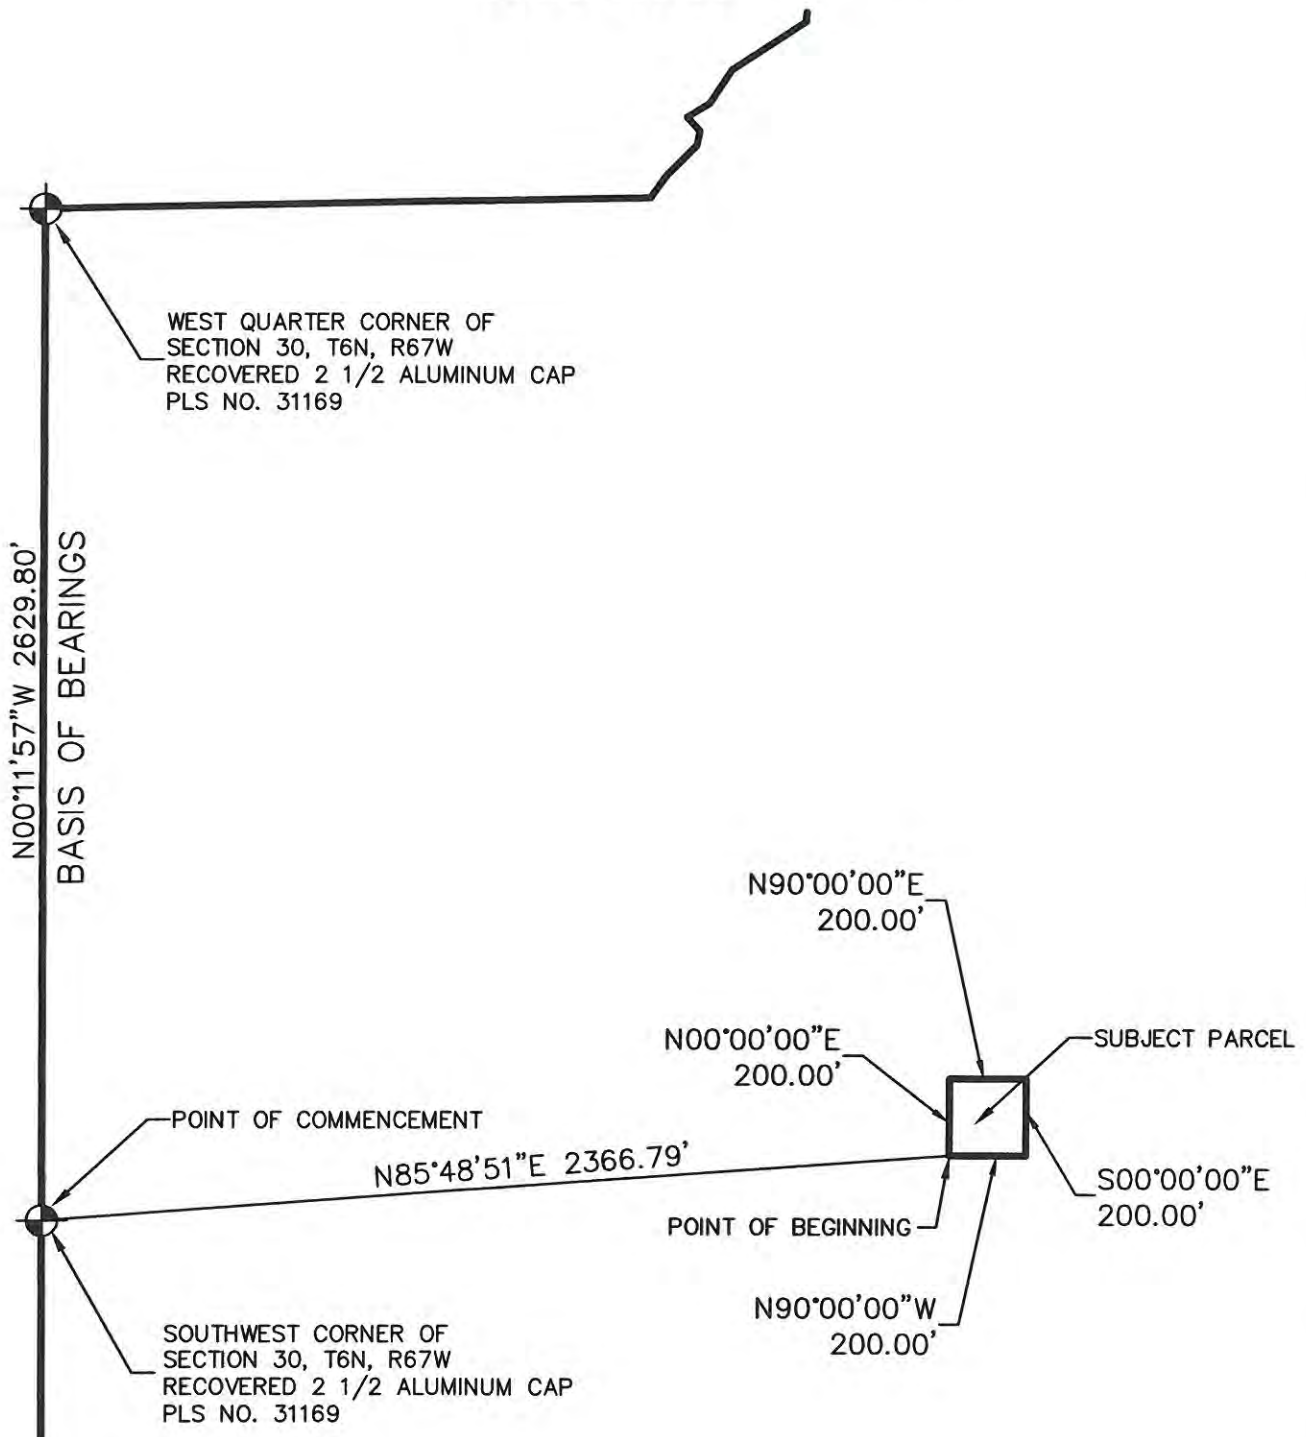 WEST QUARTER CORNER OF
SECTION 30, T6N, R67W
RECOVERED 2 1/2 ALUMINUM CAP
PLS NO. 31169
N00°11'57"W 2629.80'
BASIS OF BEARINGS
N90°00'00"E
200.00'
N00°00'00"E
200.00'
SUBJECT PARCEL
POINT OF COMMENCEMENT
N85°48'51"E 2366.79'
S00°00'00"E
200.00'
POINT OF BEGINNING
N90°00'00"W
200.00'
SOUTHWEST CORNER OF
SECTION 30, T6N, R67W
RECOVERED 2 1/2 ALUMINUM CAP
PLS NO. 31169